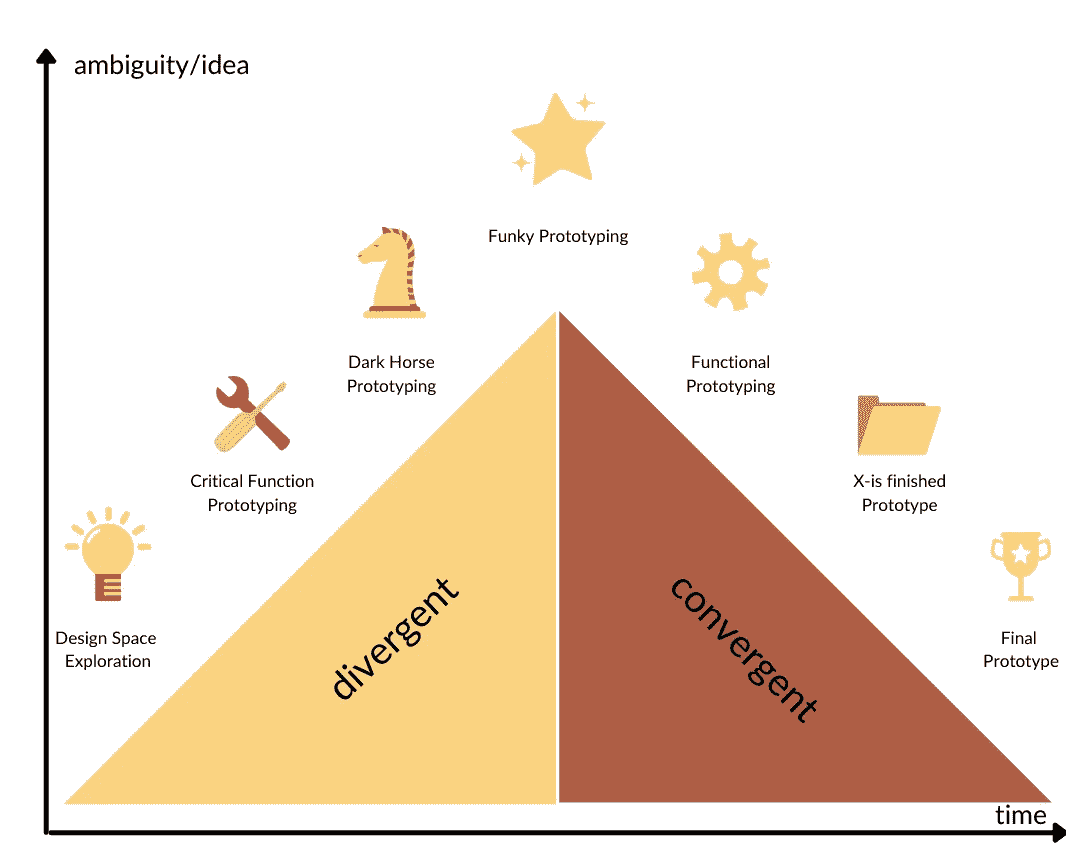 ambiguity/idea
Funky Prototyping
Dark Horse
Prototyping
Functional
Prototyping
Critical Function
Prototyping
X-is finished
Prototype
Design Space
Exploration
Final
Prototype
divergent
convergent
time